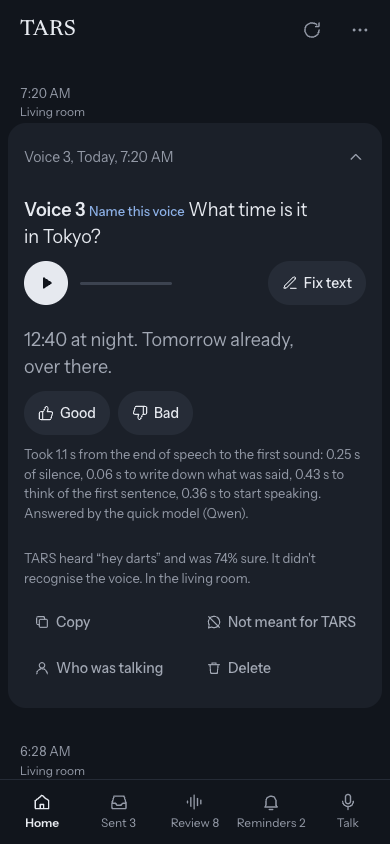 TARS
7:20 AM
Living room
Voice 3, Today, 7:20 AM
Voice 3 Name this voice What time is it
in Tokyo?
Fix text
12:40 at night. Tomorrow already,
over there.
Good
Bad
Took 1.1 s from the end of speech to the first sound: 0.25 s
of silence, 0.06 s to write down what was said, 0.43 s to
think of the first sentence, 0.36 s to start speaking.
Answered by the quick model (Qwen).
TARS heard “hey darts” and was 74% sure. It didn't
recognise the voice. In the living room.
Copy
Not meant for TARS
Who was talking
Delete
6:28 AM
Living room
Home
Sent 3
Review 8
Reminders 2
Talk